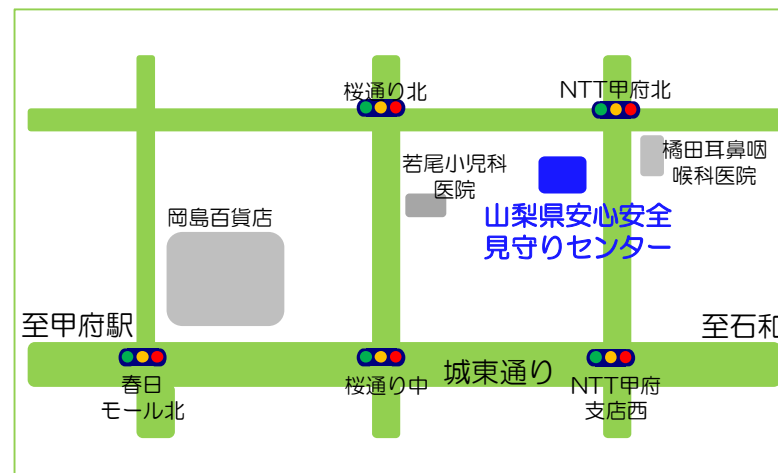 桜通り北
NTT甲府北
若尾小児科
医院
橘田耳鼻咽
喉科医院
岡島百貨店
山梨県安心安全
見守りセンター
至甲府駅
至石和
城東通り
春日
モール北
桜通り中
NTT甲府
支店西